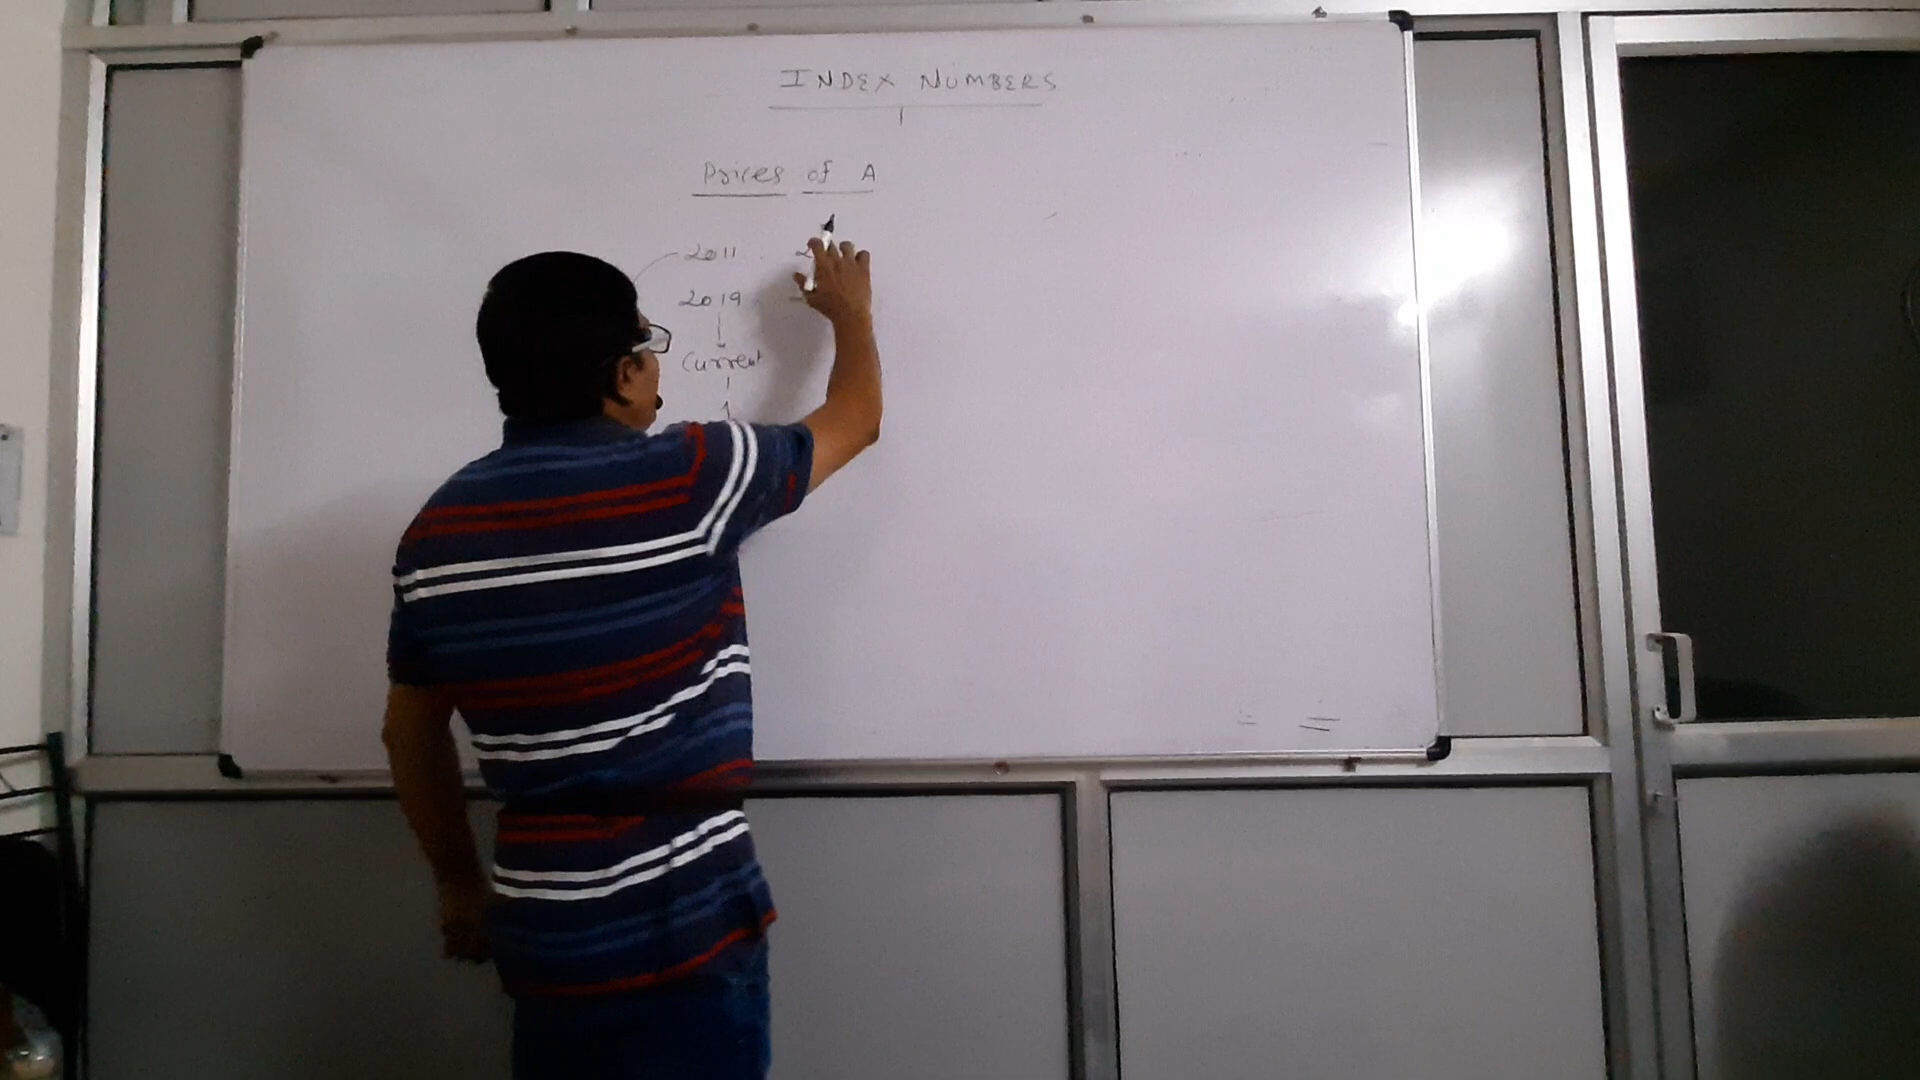 INDEX NUMBERS
Prices of A
2011
2019
Current